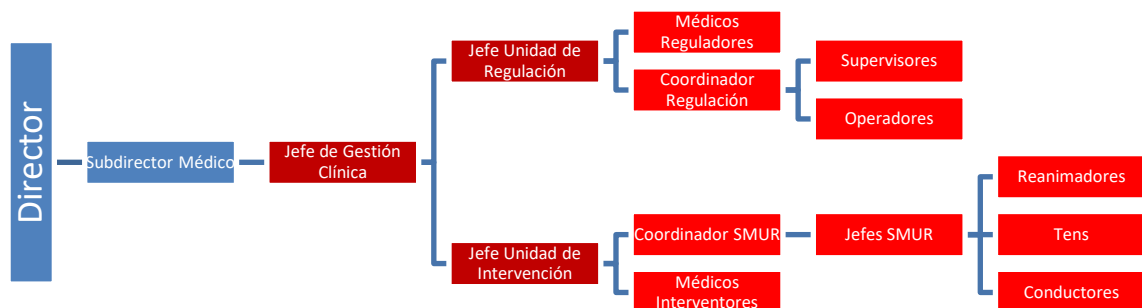 Director
Subdirector Médico
Jefe de Gestión
Clínica
Jefe Unidad de
Regulación
Médicos
Reguladores
Coordinador
Regulación
Supervisores
Operadores
Jefe Unidad de
Intervención
Coordinador SMUR
Jefes SMUR
Reanimadores
Tens
Conductores
Médicos
Interventores